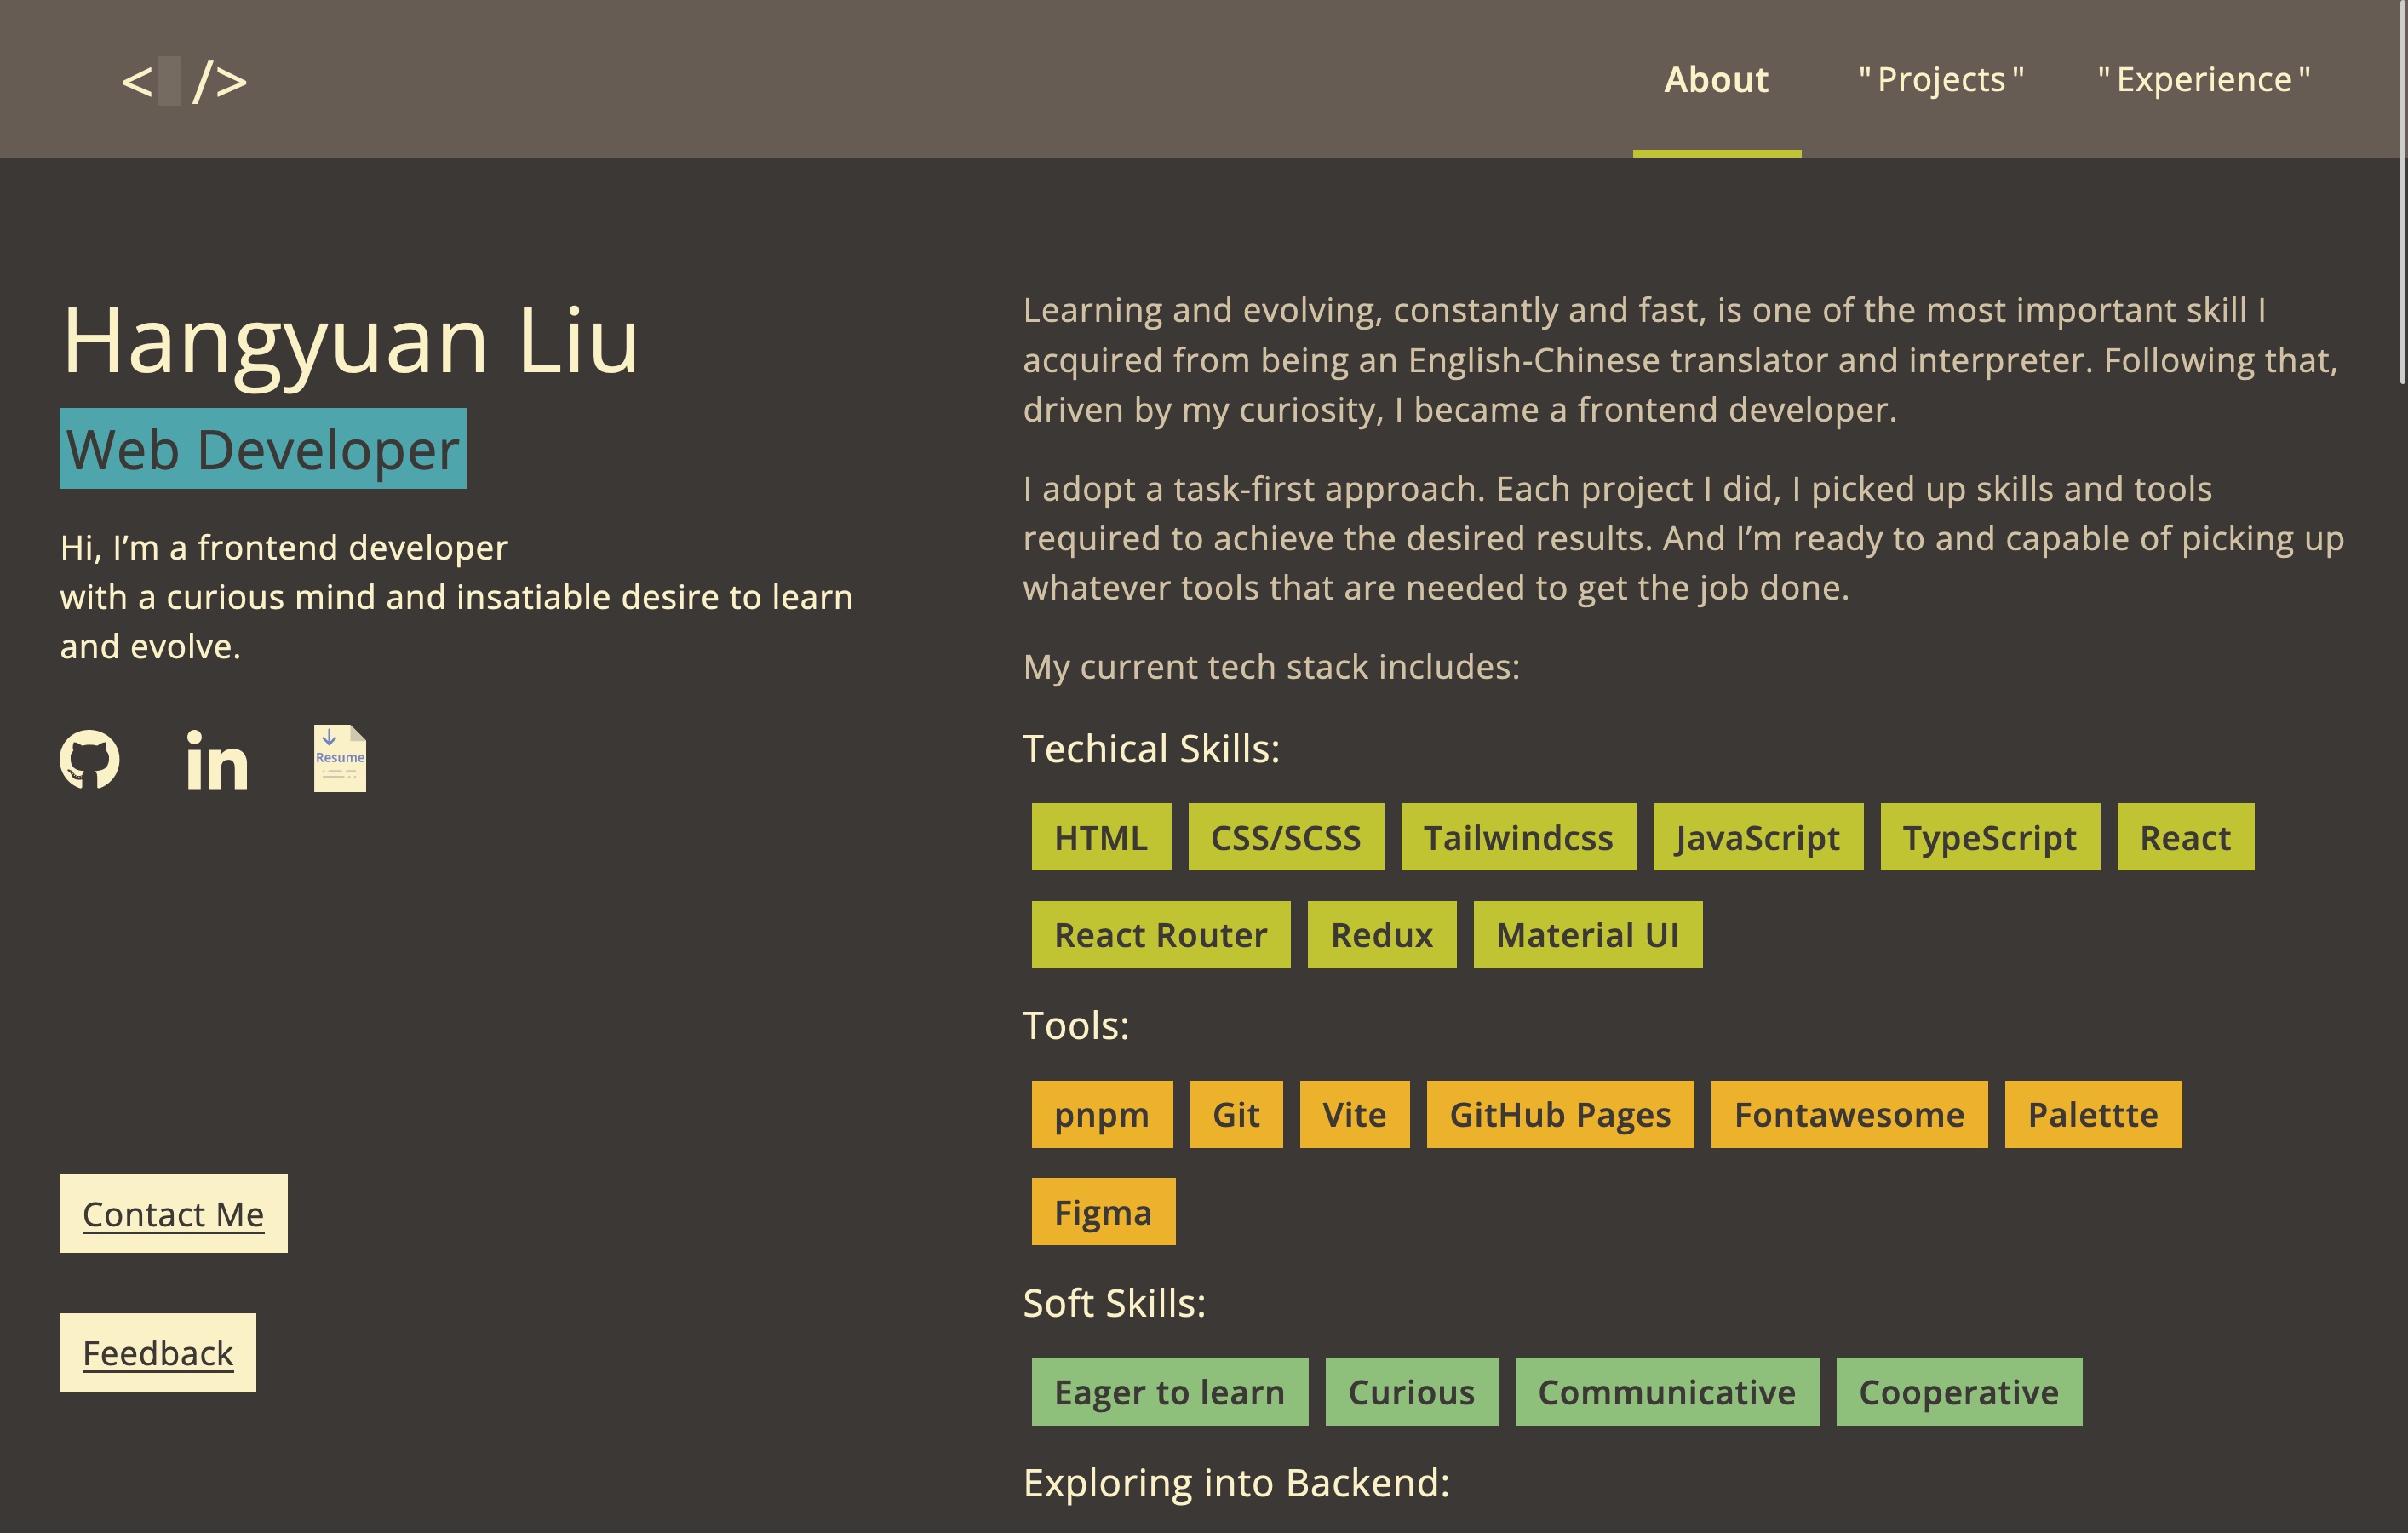 < />
About
"Projects"
"Experience"
Hangyuan Liu
Web Developer
Hi, I’m a frontend developer
with a curious mind and insatiable desire to learn
and evolve.
Resume
Contact Me
Feedback
Learning and evolving, constantly and fast, is one of the most important skill I
acquired from being an English-Chinese translator and interpreter. Following that,
driven by my curiosity, I became a frontend developer.
I adopt a task-first approach. Each project I did, I picked up skills and tools
required to achieve the desired results. And I’m ready to and capable of picking up
whatever tools that are needed to get the job done.
My current tech stack includes:
Techical Skills:
HTML CSS/SCSS Tailwindcss JavaScript TypeScript React
React Router Redux Material UI
Tools:
pnpm Git Vite GitHub Pages Fontawesome Palettte
Figma
Soft Skills:
Eager to learn Curious Communicative Cooperative
Exploring into Backend: